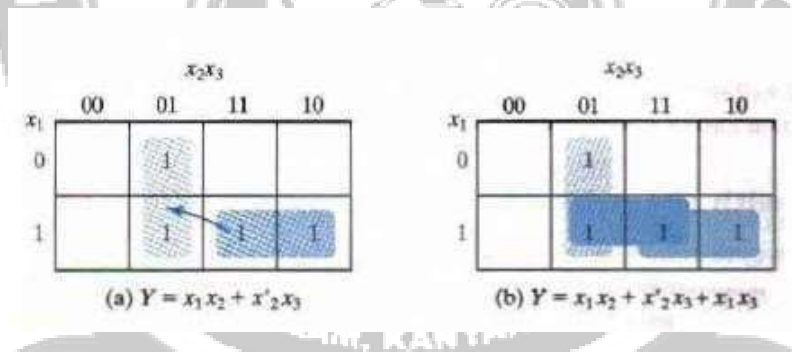 x₂x₃
00 01 11 10
x₁
0 1
1 1 1 1
(a) Y = x₁x₂ + x'₂x₃
x₂x₃
00 01 11 10
x₁
0 1
1 1 1 1
(b) Y = x₁x₂ + x'₂x₃ + x₁x₃